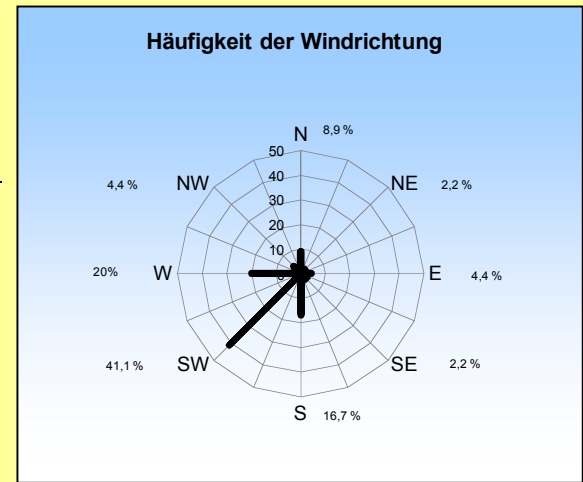 Häufigkeit der Windrichtung
N 8,9 %
50
40
30
20
10
0
NW 4,4 %
NE 2,2 %
W 20%
E 4,4 %
SW 41,1 %
SE 2,2 %
S 16,7 %